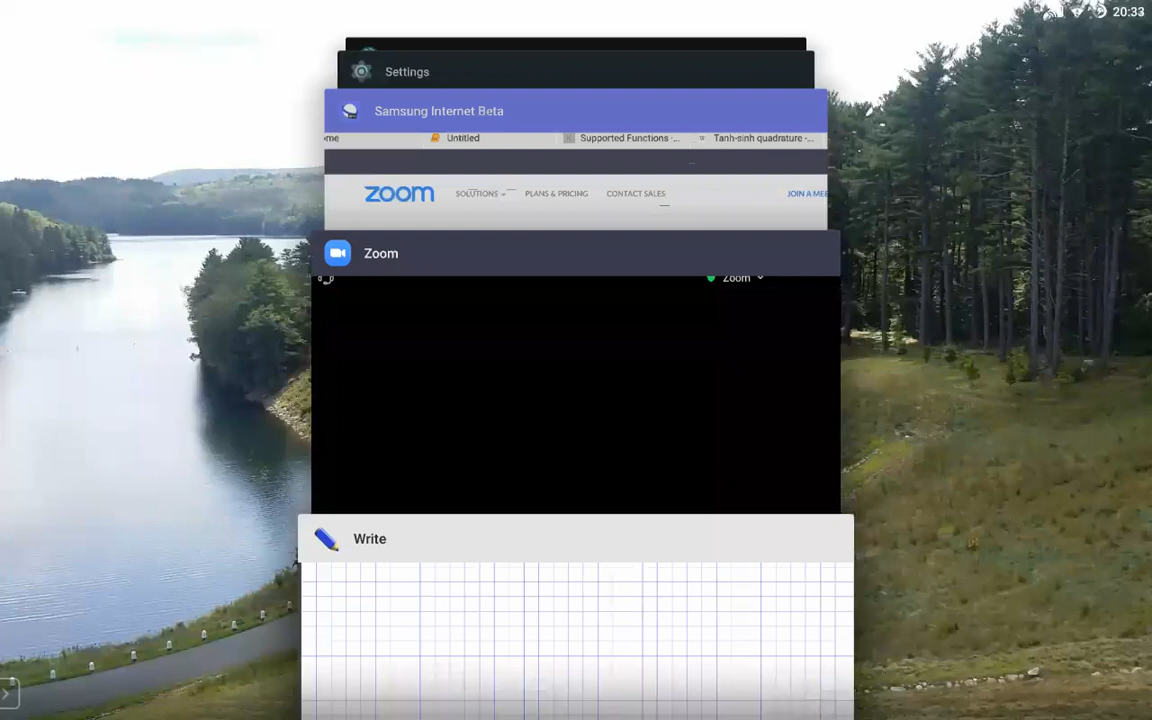 20:33
Settings
Samsung Internet Beta
ome Untitled Supported Functions -... Tanh-sinh quadrature -...
zoom SOLUTIONS PLANS & PRICING CONTACT SALES JOIN A MEE
Zoom
Zoom
Write